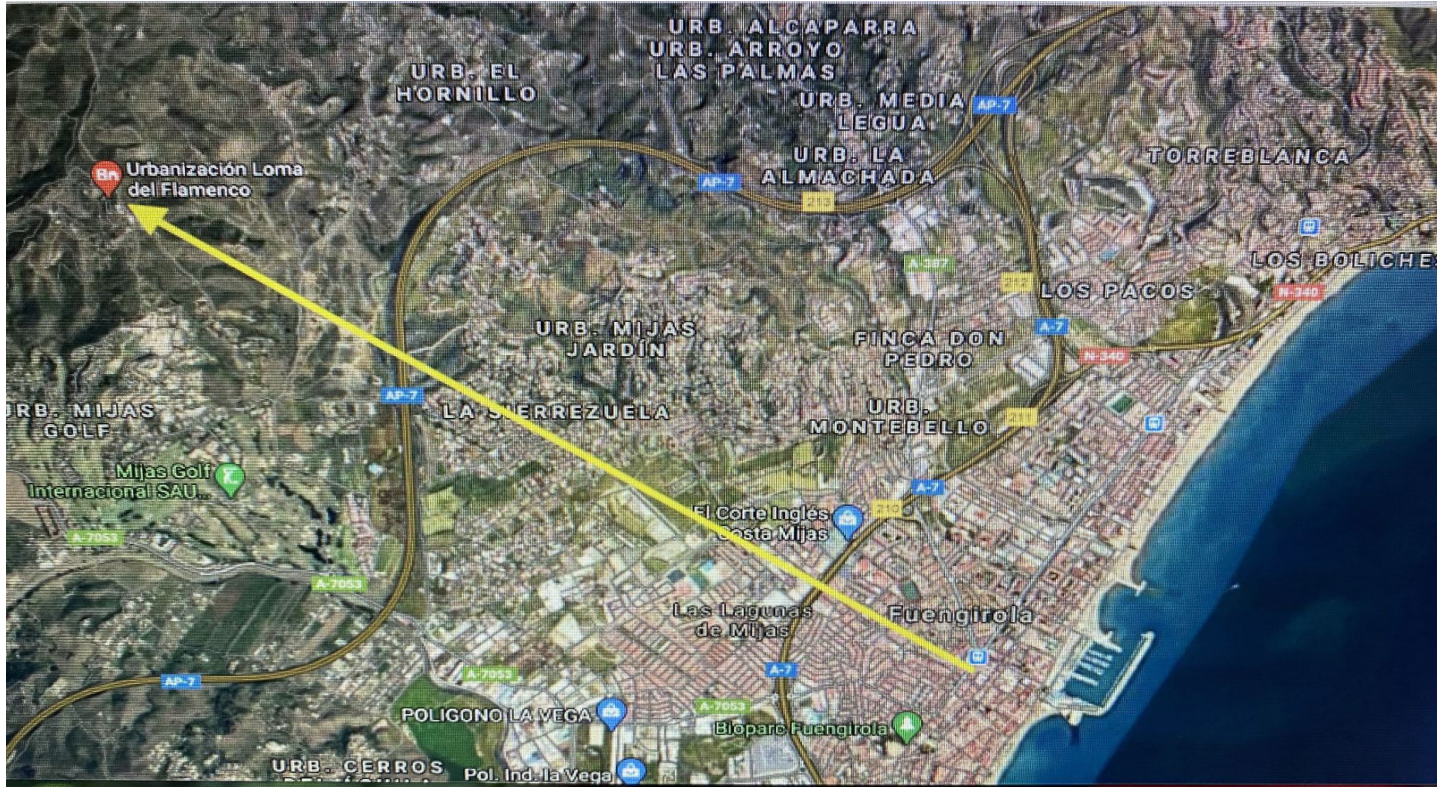 URB. ALCAPARRA
URB. ARROYO
LAS PALMAS
URB. EL
HORNILLO
URB. MEDIA
LEGUA
AP-7
URB. LA
ALMACHADA
TORREBLANCA
Urbanización Loma
del Flamenco
AP-7
213
LOS BOLICHES
A-387
212
LOS PACOS
N-340
URB. MIJAS
JARDÍN
FINCA DON
PEDRO
A-7
N-340
AP-7
URB. MIJAS
GOLF
LA SIERREZUELA
URB.
MONTEBELLO
211
Mijas Golf
Internacional SAU...
A-7
El Corte Inglés
Costa Mijas
210
A-7053
A-7053
Las Lagunas
de Mijas
Fuengirola
AP-7
A-7053
A-7
POLIGONO LA VEGA
A-7053
Bioparc Fuengirola
URB. CERROS
Pol. Ind. la Vega